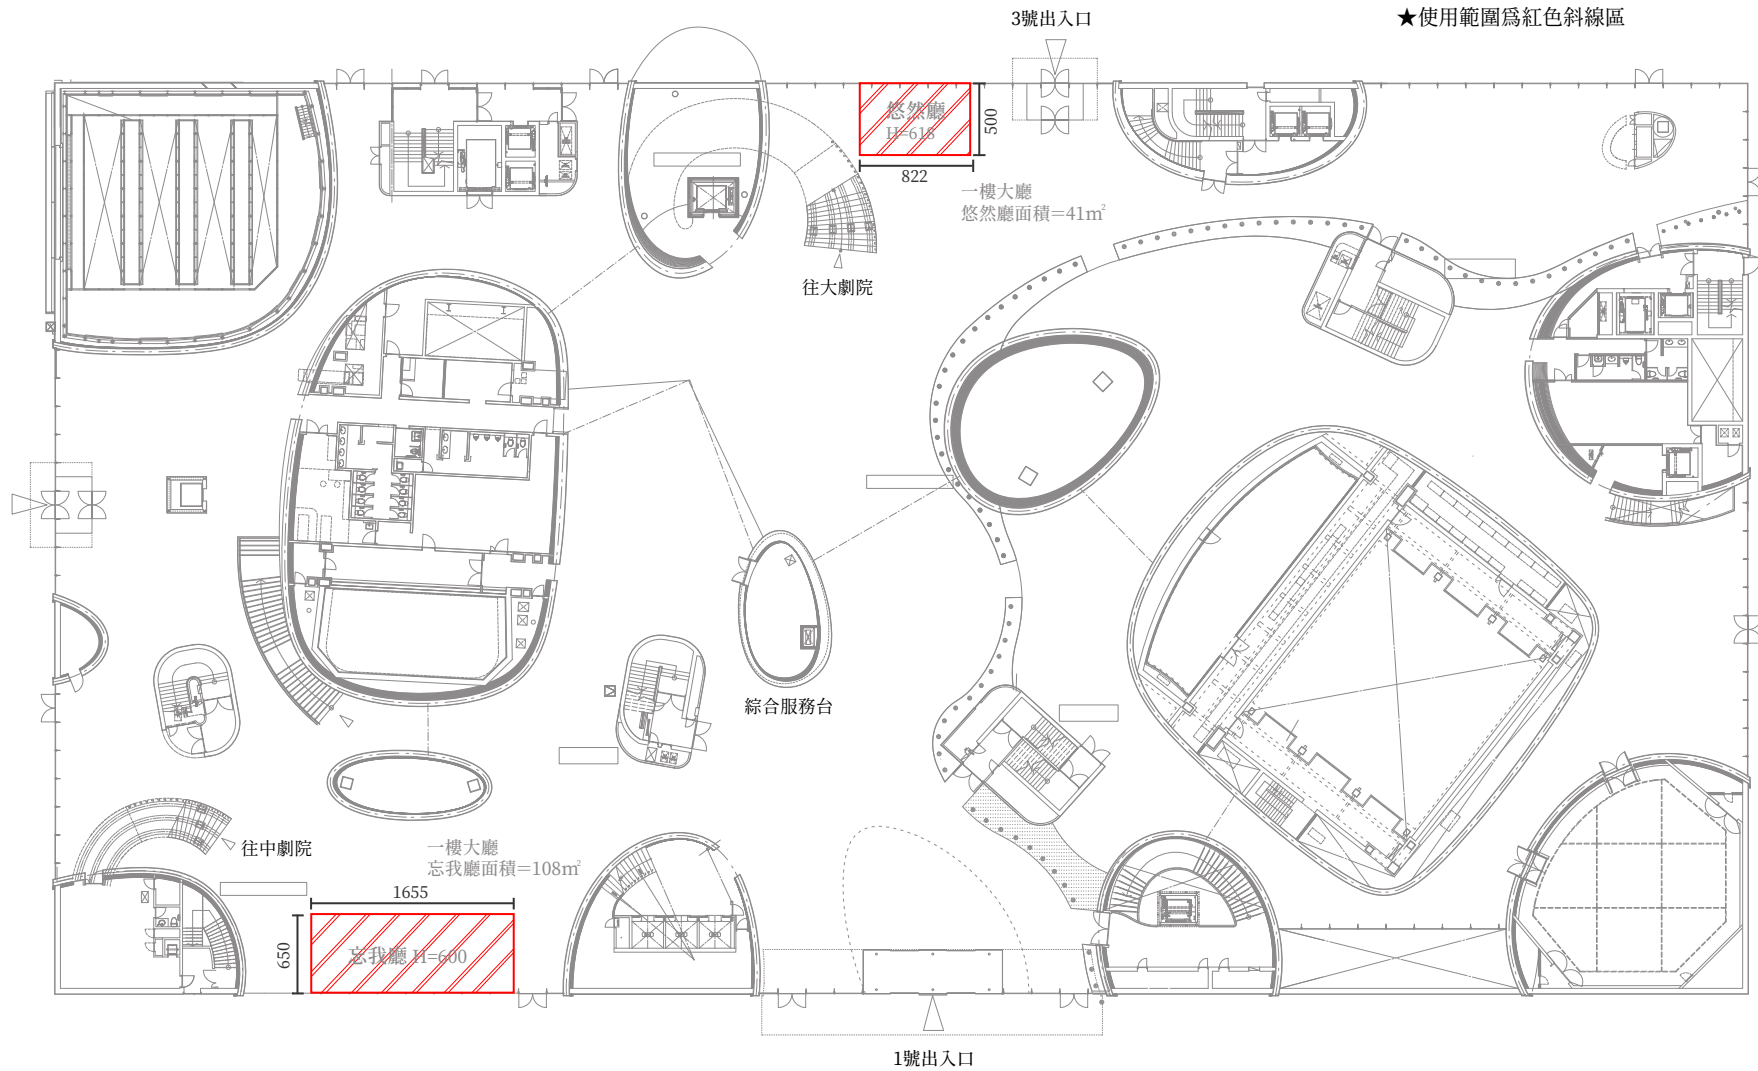 3號出入口
★使用範圍爲紅色斜線區
悠然廳
H=618
500
822
一樓大廳
悠然廳面積=41㎡
往大劇院
綜合服務台
往中劇院
一樓大廳
忘我廳面積=108㎡
1655
650
忘我廳 H=600
1號出入口